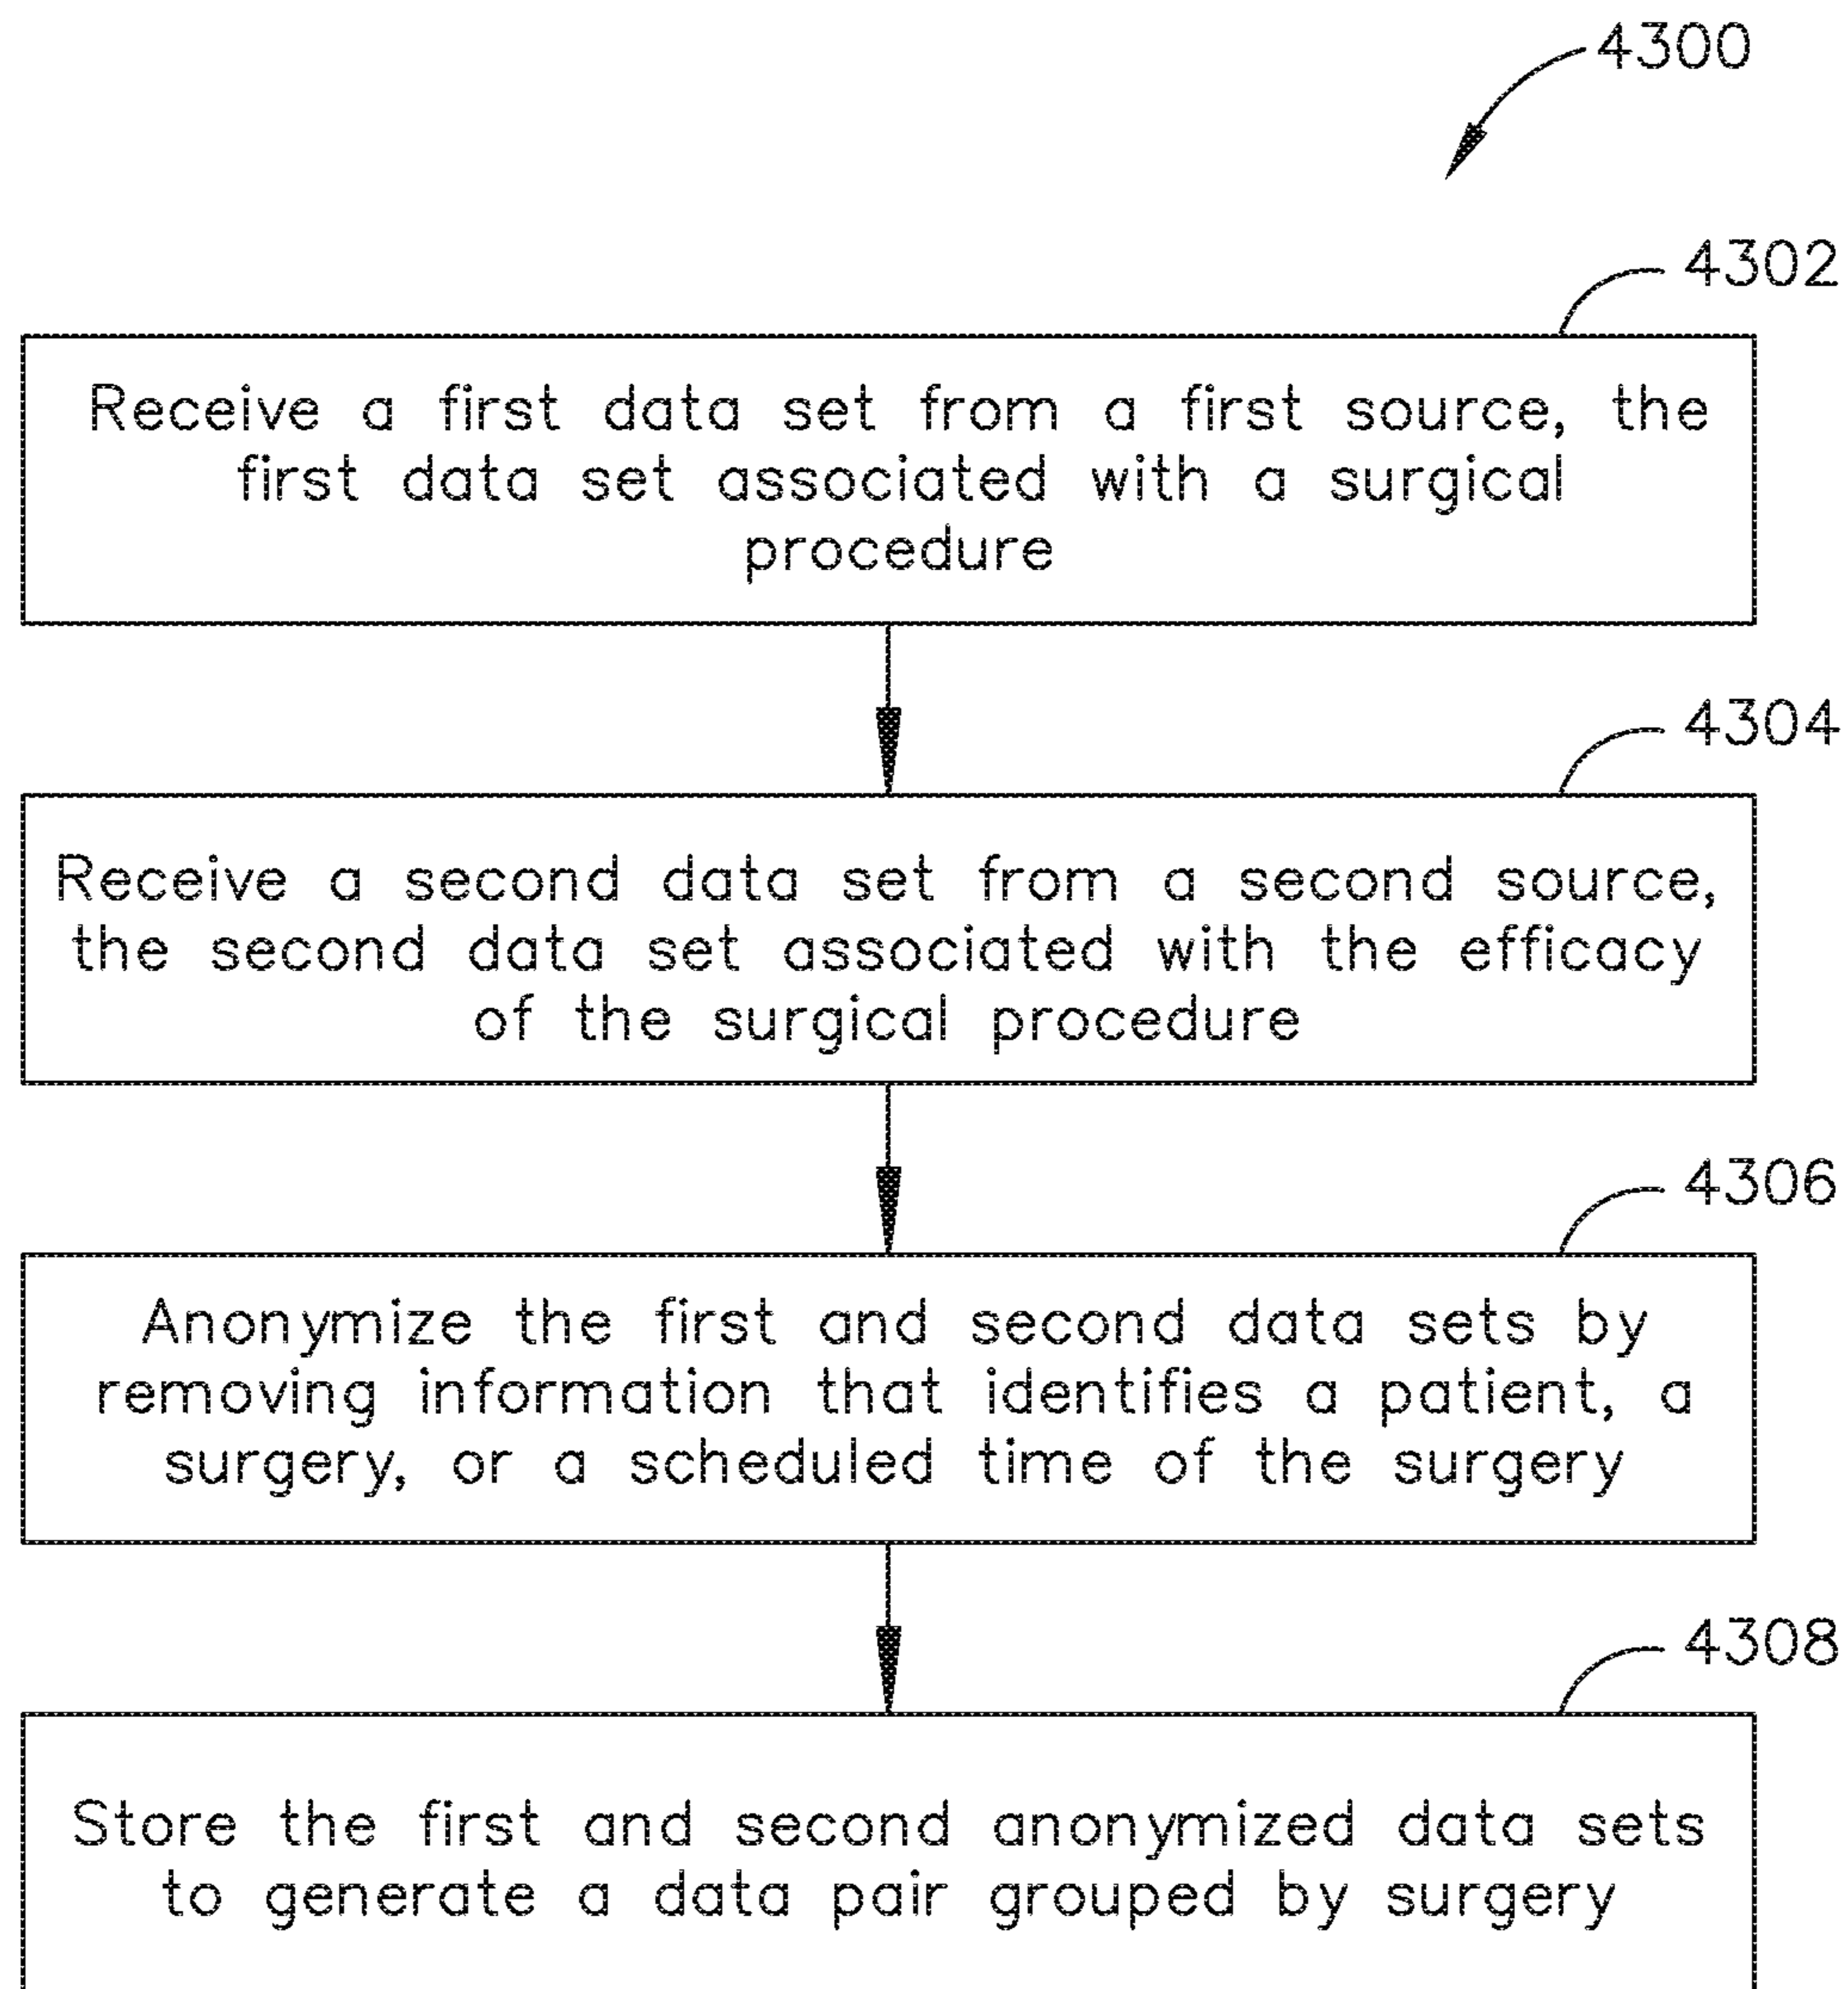 4300
4302
Receive a first data set from a first source, the
first data set associated with a surgical
procedure
4304
Receive a second data set from a second source,
the second data set associated with the efficacy
of the surgical procedure
4306
Anonymize the first and second data sets by
removing information that identifies a patient, a
surgery, or a scheduled time of the surgery
4308
Store the first and second anonymized data sets
to generate a data pair grouped by surgery